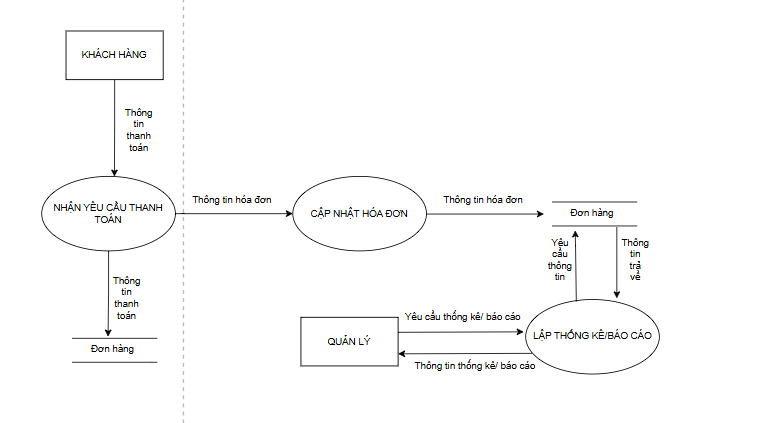 KHÁCH HÀNG
Thông
tin
thanh
toán
NHẬN YÊU CẦU THANH
TOÁN
Thông tin hóa đơn
CẬP NHẬT HÓA ĐƠN
Thông tin hóa đơn
Đơn hàng
Yêu
cầu
thông
tin
Thông
tin
trả
về
Thông
tin
thanh
toán
Đơn hàng
QUẢN LÝ
Yêu cầu thống kê/ báo cáo
LẬP THỐNG KÊ/BÁO CÁO
Thông tin thống kê/ báo cáo